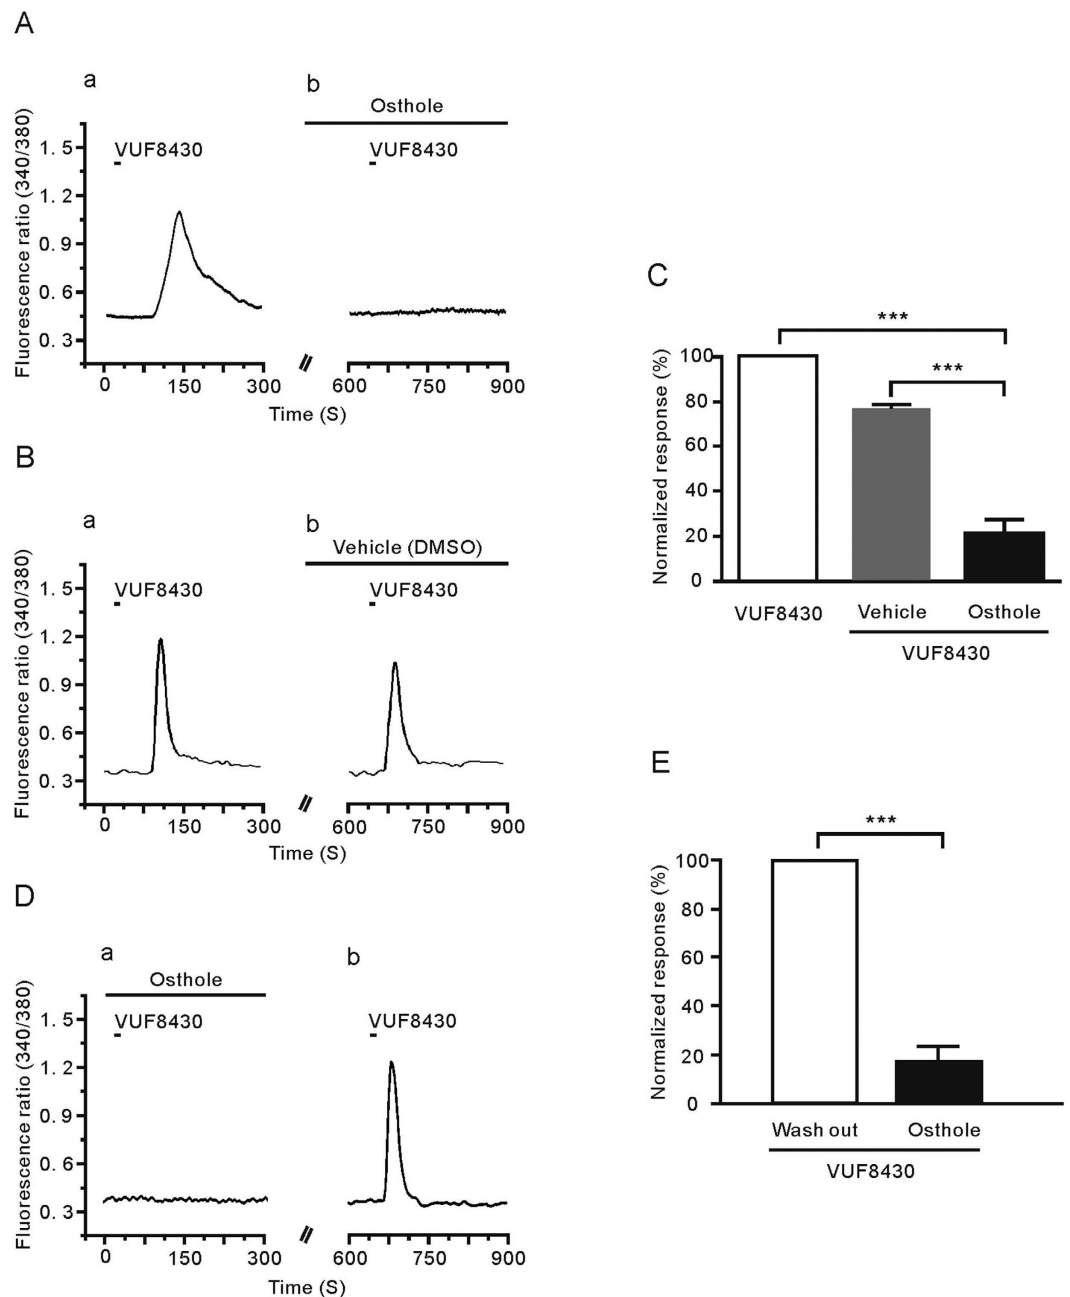 A
a
b
Osthole
VUF8430
VUF8430
Fluorescence ratio (340/380)
1.5
1.2
0.9
0.6
0.3
0 150 300
600 750 900
Time (S)
B
a
b
Vehicle (DMSO)
VUF8430
VUF8430
Fluorescence ratio (340/380)
1.5
1.2
0.9
0.6
0.3
0 150 300
600 750 900
Time (S)
C
***
***
Normalized response (%)
100
80
60
40
20
0
VUF8430
Vehicle
Osthole
VUF8430
D
a
b
Osthole
VUF8430
VUF8430
Fluorescence ratio (340/380)
1.5
1.2
0.9
0.6
0.3
0 150 300
600 750 900
Time (S)
E
***
Normalized response (%)
100
80
60
40
20
0
Wash out
Osthole
VUF8430